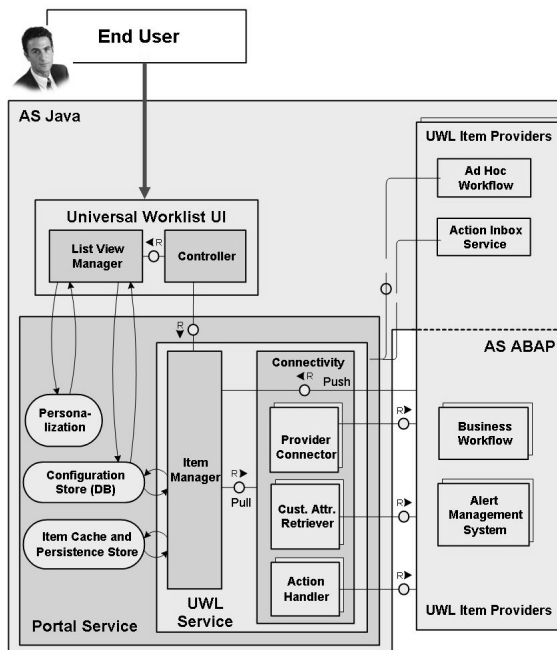 End User
AS Java
UWL Item Providers
Ad Hoc
Workflow
Action Inbox
Service
Universal Worklist UI
List View
Manager
R
Controller
R
AS ABAP
Connectivity
R
Push
Persona-
lization
Item
Manager
Provider
Connector
R
Business
Workflow
Configuration
Store (DB)
R
Pull
Cust. Attr.
Retriever
R
Alert
Management
System
Item Cache and
Persistence Store
Action
Handler
R
UWL
Service
Portal Service
UWL Item Providers